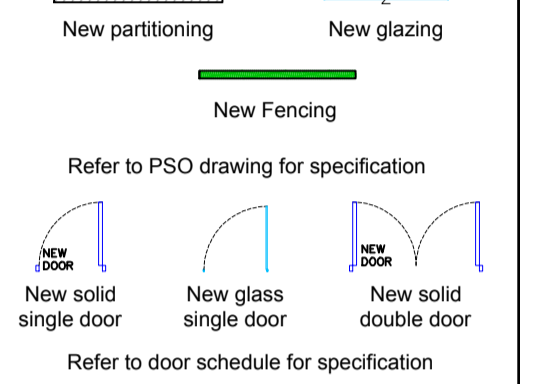 New partitioning
New glazing
New Fencing
Refer to PSO drawing for specification
NEW
DOOR
New solid
single door
New glass
single door
NEW
DOOR
New solid
double door
Refer to door schedule for specification